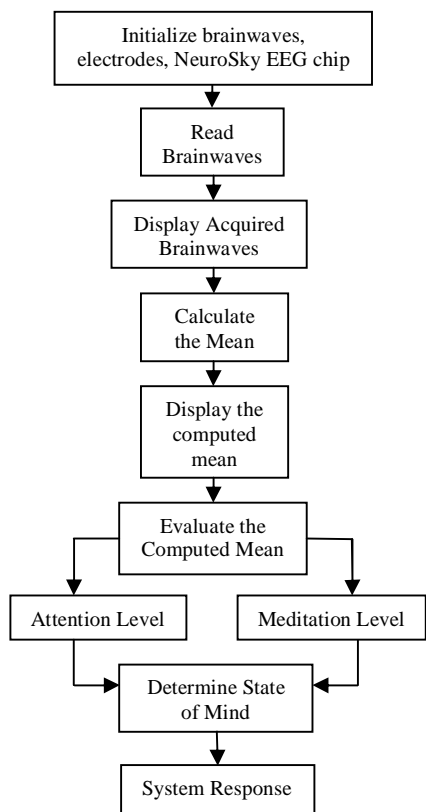 Initialize brainwaves,
electrodes, NeuroSky EEG chip
Read
Brainwaves
Display Acquired
Brainwaves
Calculate
the Mean
Display the
computed
mean
Evaluate the
Computed Mean
Attention Level
Meditation Level
Determine State
of Mind
System Response